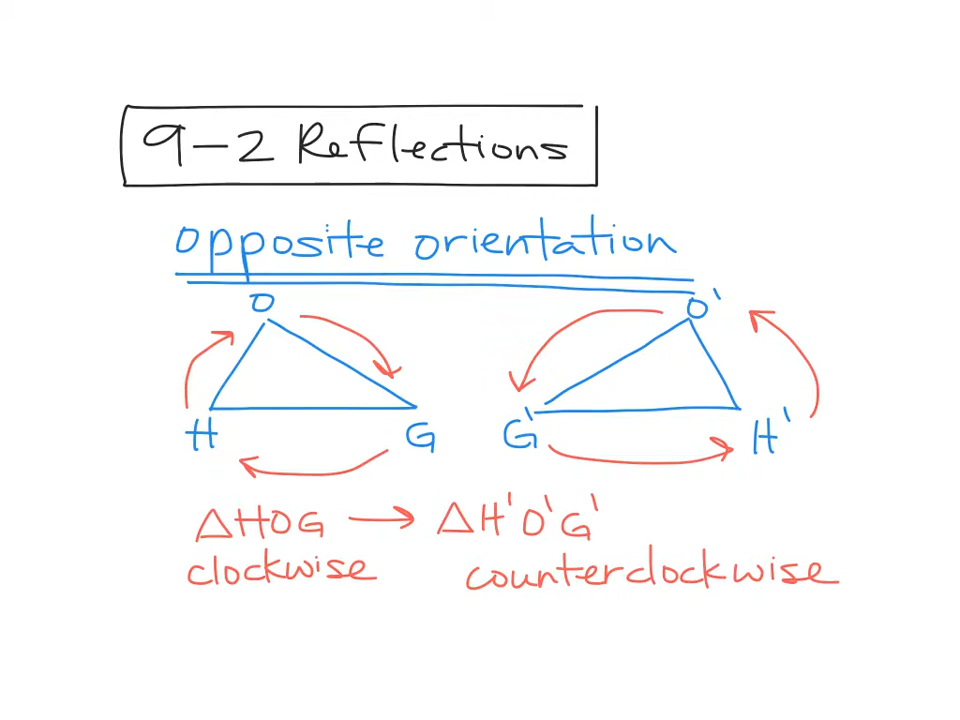 9-2 Reflections
opposite orientation
O O'
H G G' H'
△HOG → △H'O'G'
clockwise counterclockwise